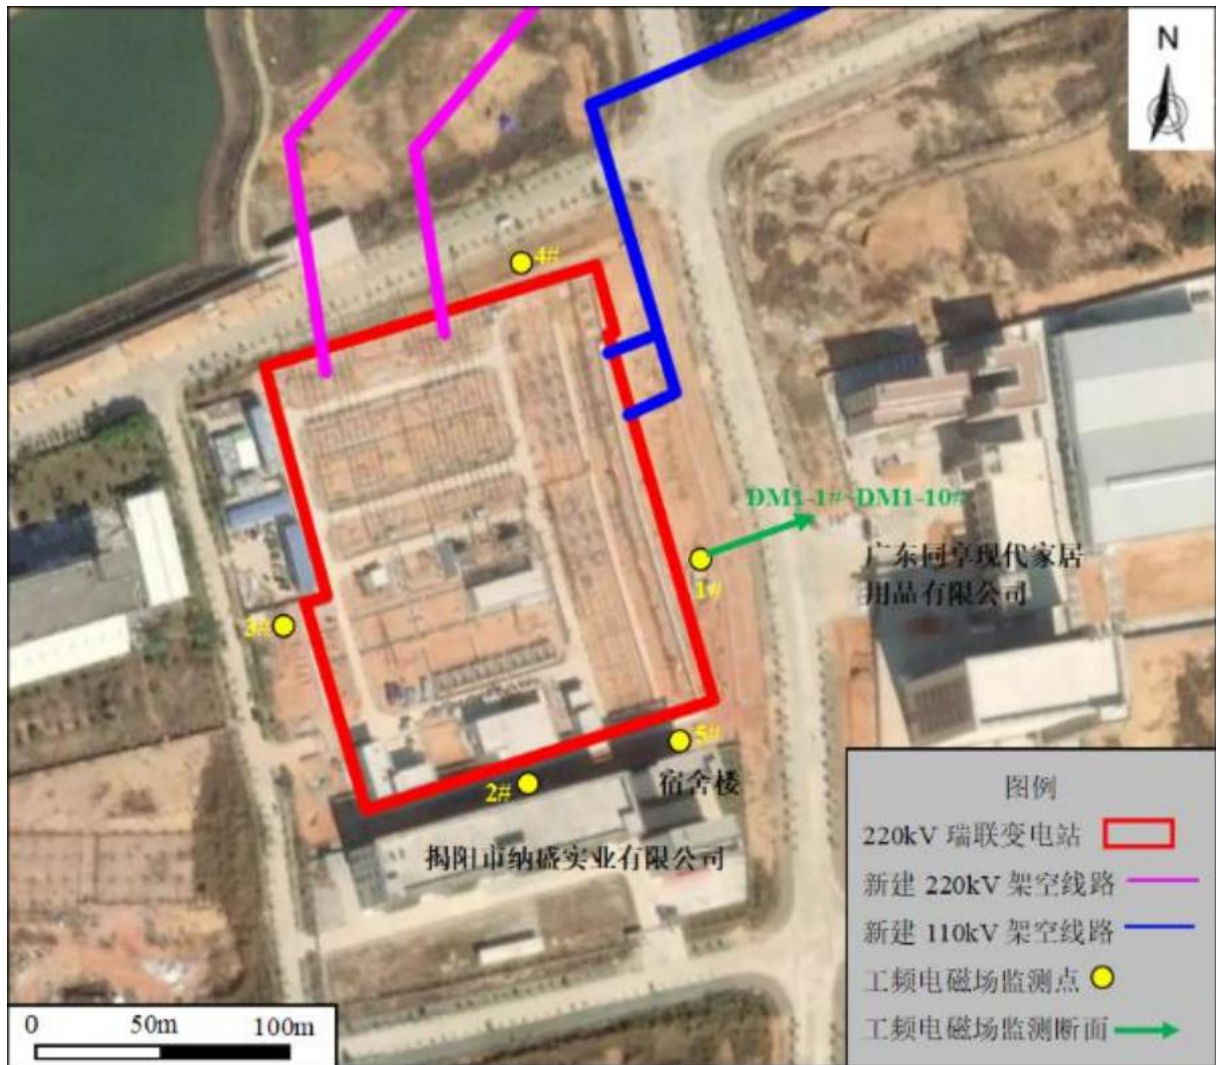 N
4#
DM1-1#~DM1-10#
广东同享现代家居
用品有限公司
1#
3#
5#
宿舍楼
2#
揭阳市纳盛实业有限公司
图例
220kV 瑞联变电站
新建 220kV 架空线路
新建 110kV 架空线路
工频电磁场监测点
工频电磁场监测断面
0 50m 100m